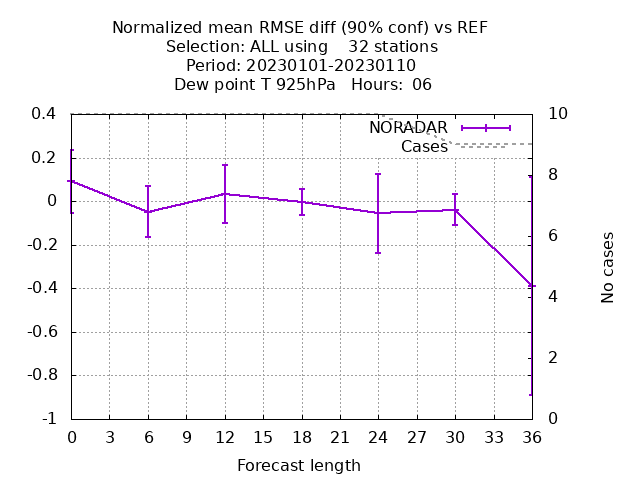 Normalized mean RMSE diff (90% conf) vs REF
Selection: ALL using    32 stations
Period: 20230101-20230110
Dew point T 925hPa   Hours: 06
NORADAR
Cases
0.4
0.2
0
-0.2
-0.4
-0.6
-0.8
-1
10
8
6
4
2
0
No cases
0 3 6 9 12 15 18 21 24 27 30 33 36
Forecast length